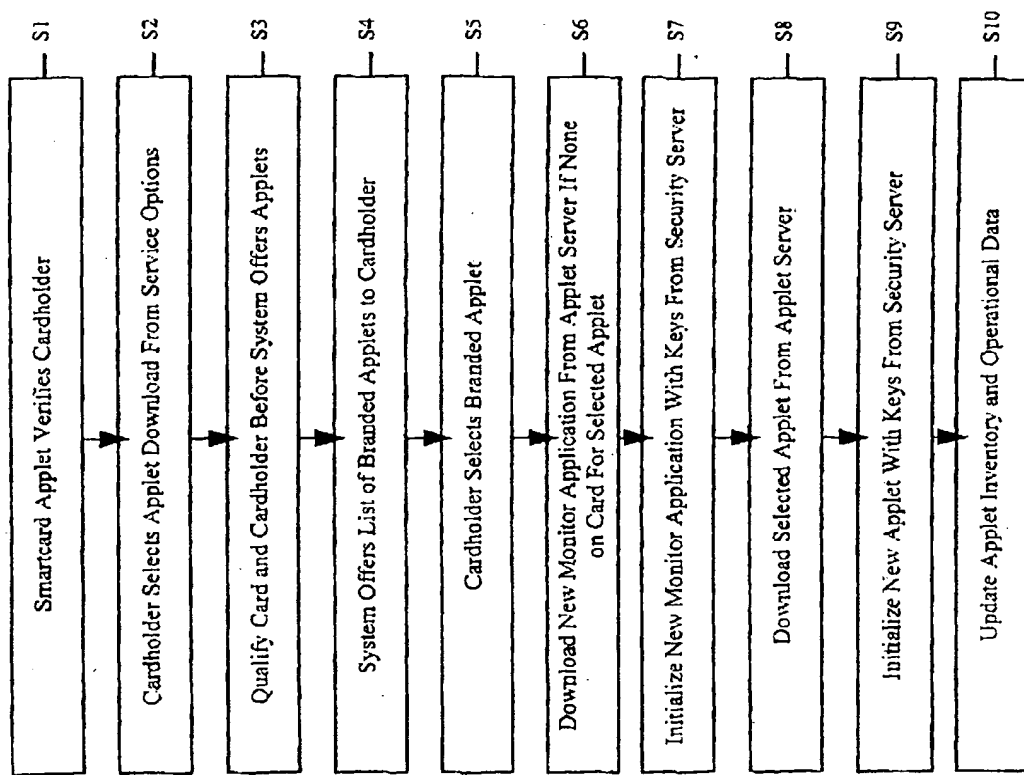 Smartcard Applet Verifies Cardholder
S1
Cardholder Selects Applet Download From Service Options
S2
Qualify Card and Cardholder Before System Offers Applets
S3
System Offers List of Branded Applets to Cardholder
S4
Cardholder Selects Branded Applet
S5
Download New Monitor Application From Applet Server If None
on Card For Selected Applet
S6
Initialize New Monitor Application With Keys From Security Server
S7
Download Selected Applet From Applet Server
S8
Initialize New Applet With Keys From Security Server
S9
Update Applet Inventory and Operational Data
S10